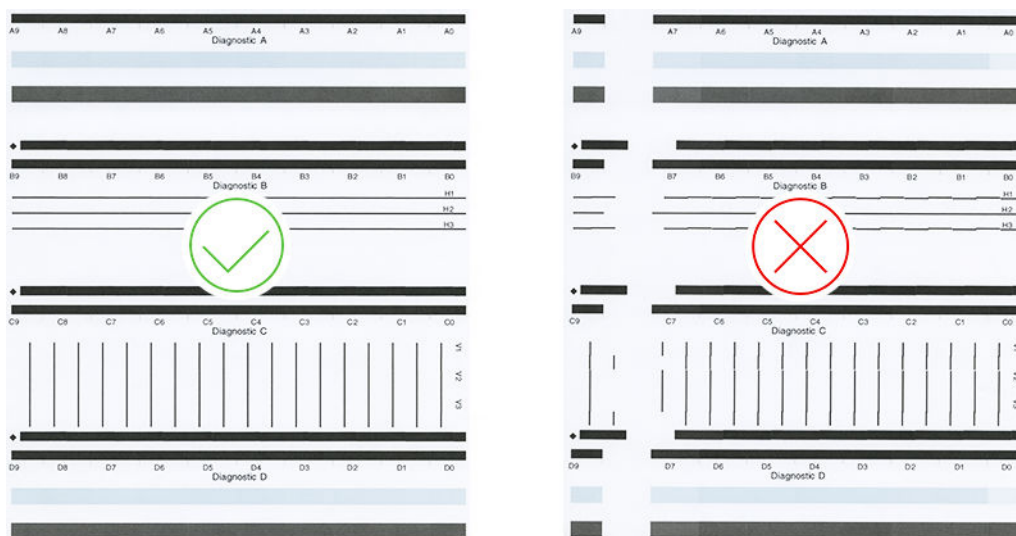 A9 A8 A7 A6 A5 A4 A3 A2 A1 A0
Diagnostic A
B9 B8 B7 B6 B5 B4 B3 B2 B1 B0
Diagnostic B
H1
H2
H3
C9 C8 C7 C6 C5 C4 C3 C2 C1 C0
Diagnostic C
V1
V2
V3
D9 D8 D7 D6 D5 D4 D3 D2 D1 D0
Diagnostic D
A9 A7 A6 A5 A4 A3 A2 A1 A0
Diagnostic A
B9 B7 B6 B5 B4 B3 B2 B1 B0
Diagnostic B
H1
H2
H3
C9 C7 C6 C5 C4 C3 C2 C1 C0
Diagnostic C
V1
V2
V3
D9 D7 D6 D5 D4 D3 D2 D1 D0
Diagnostic D